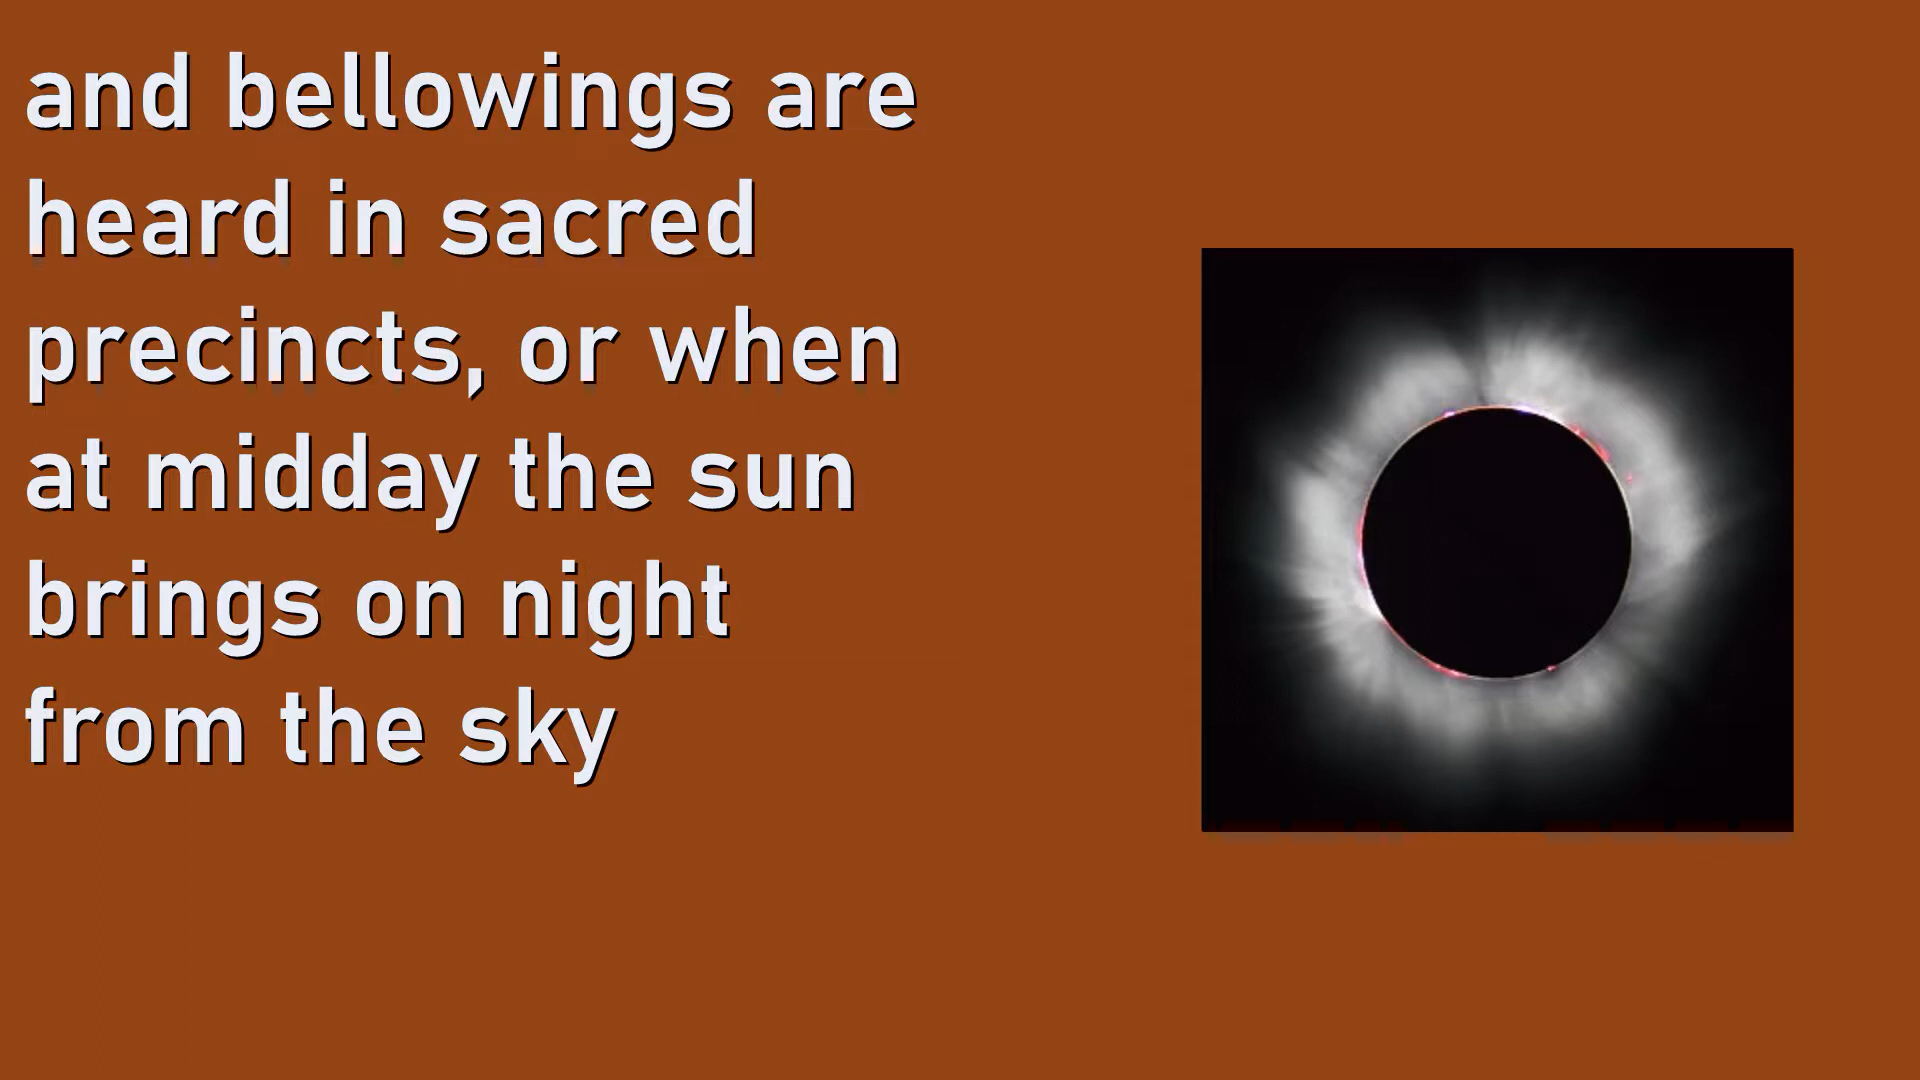 and bellowings are
heard in sacred
precincts, or when
at midday the sun
brings on night
from the sky